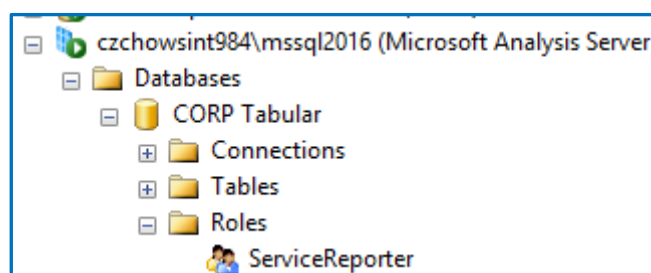 czchowsint984\mssql2016 (Microsoft Analysis Server
Databases
CORP Tabular
Connections
Tables
Roles
ServiceReporter